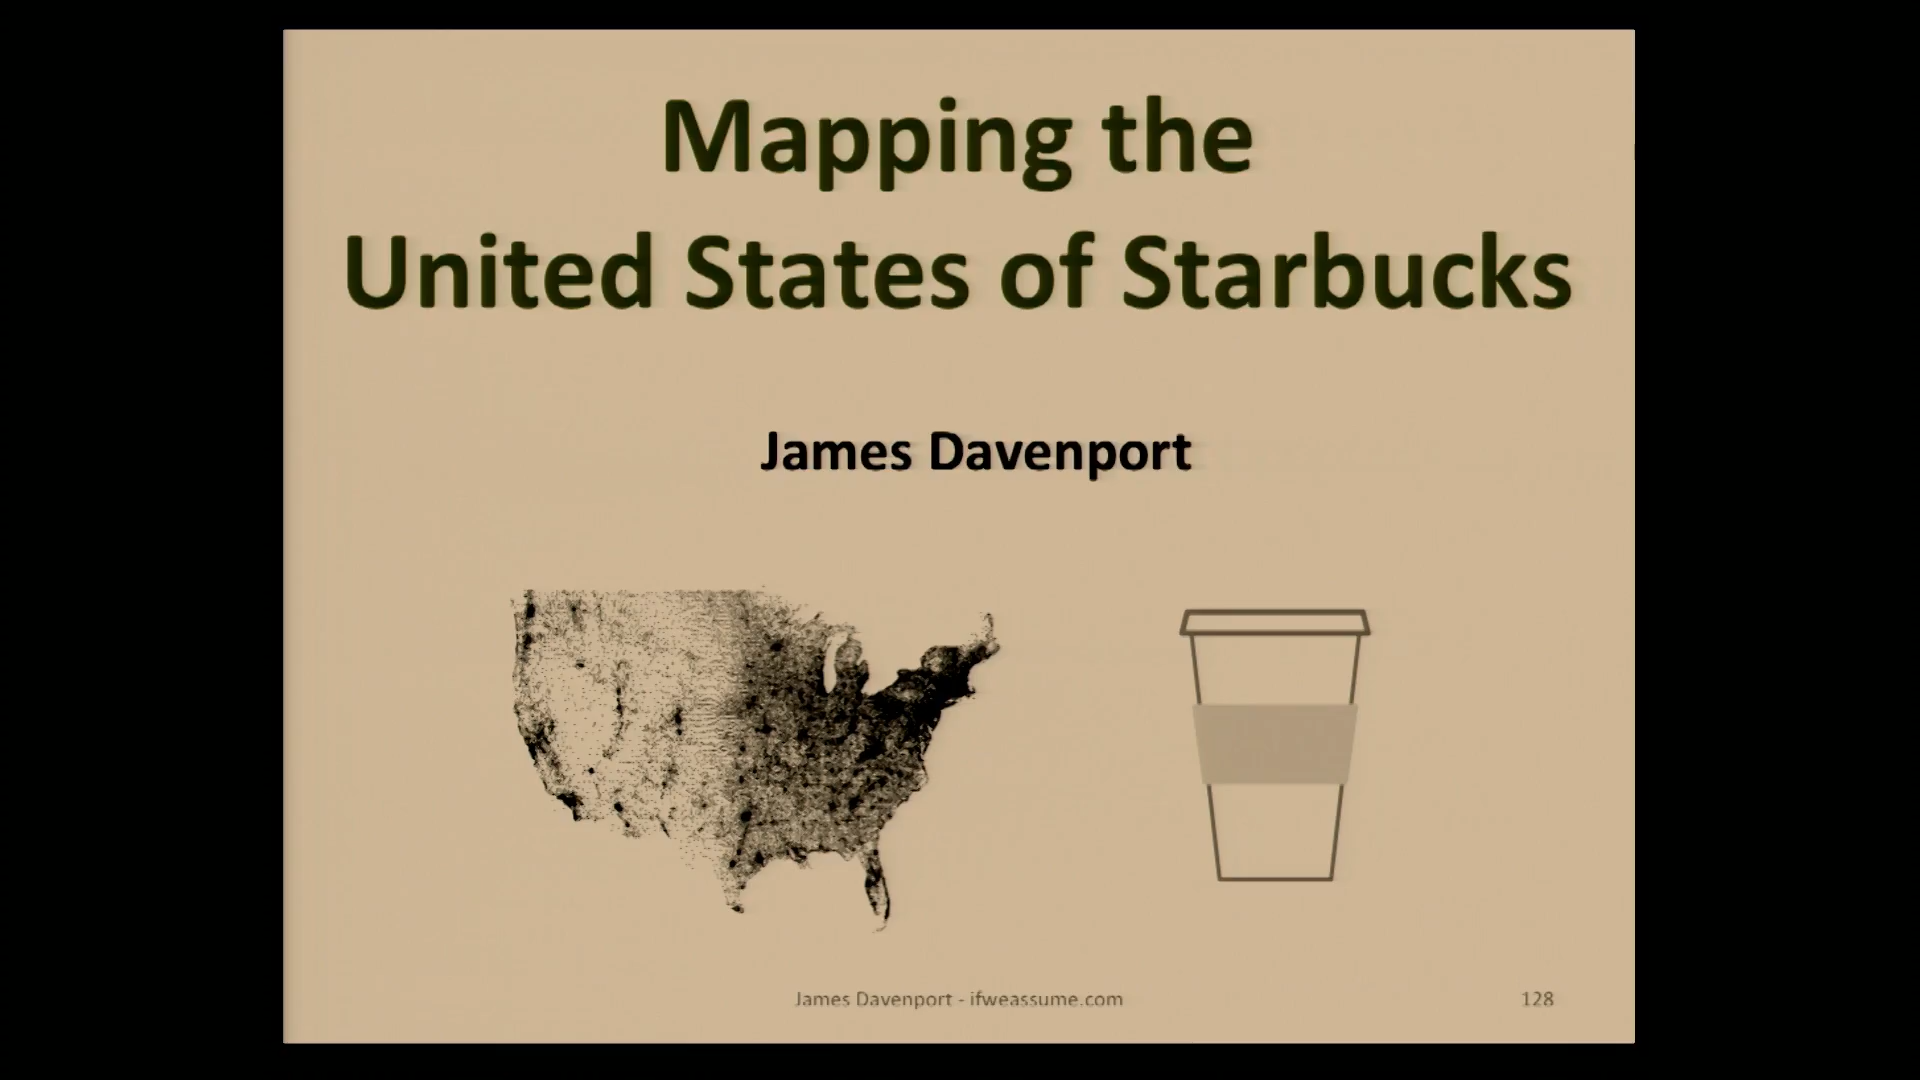 Mapping the
United States of Starbucks
James Davenport
James Davenport - ifweassume.com
128